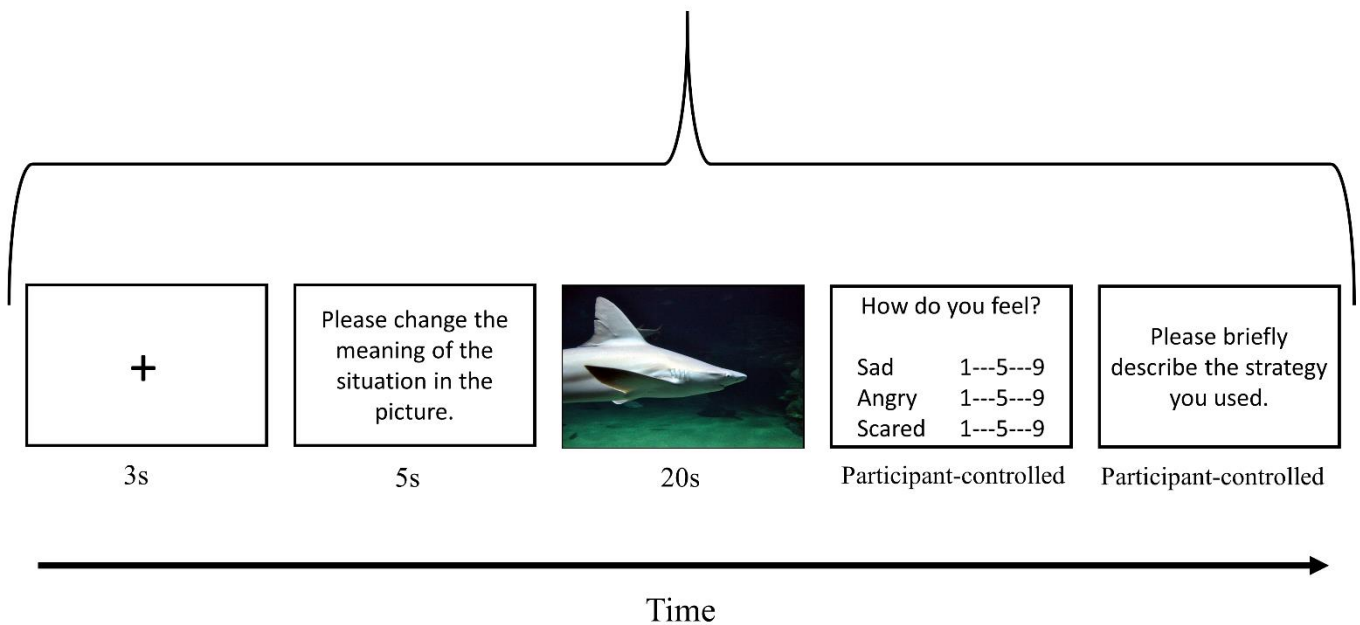 +
Please change the
meaning of the
situation in the
picture.
How do you feel?
Sad 1---5---9
Angry 1---5---9
Scared 1---5---9
Please briefly
describe the strategy
you used.
3s
5s
20s
Participant-controlled
Participant-controlled
Time